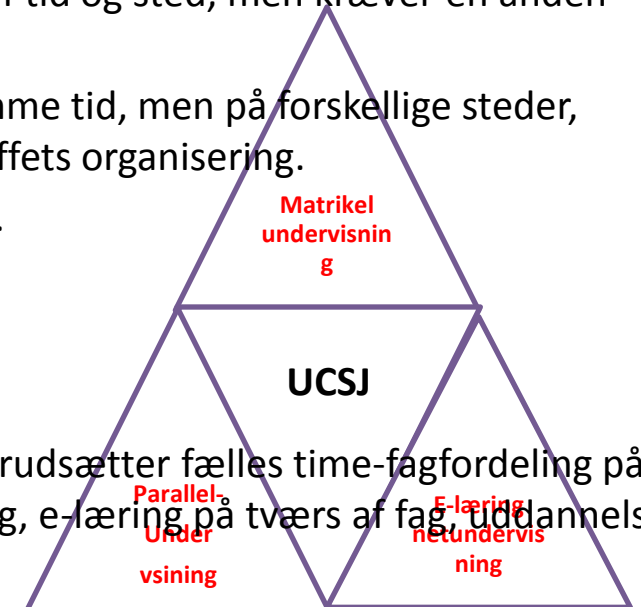 tid og sted, men kræver en anden
me tid, men på forskellige steder,
ffets organisering.
.
Matrikel
undervisnin
g
UCSJ
rudsætter fælles time-fagfordeling på
g, e-læring på tværs af fag, uddannels
Parallel-
Under
vsining
E-læring
netundervis
ning